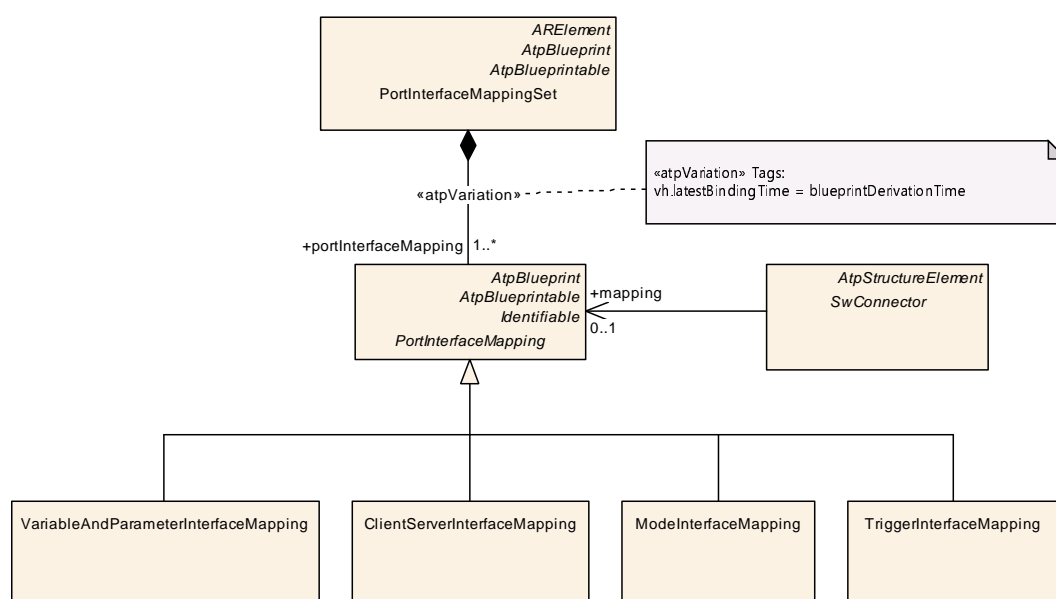 ARElement
AtpBlueprint
AtpBlueprintable
PortInterfaceMappingSet
«atpVariation» Tags:
vh.latestBindingTime = blueprintDerivationTime
«atpVariation»
+portInterfaceMapping 1..*
AtpBlueprint
AtpBlueprintable
Identifiable
PortInterfaceMapping
+mapping
0..1
AtpStructureElement
SwConnector
VariableAndParameterInterfaceMapping
ClientServerInterfaceMapping
ModeInterfaceMapping
TriggerInterfaceMapping